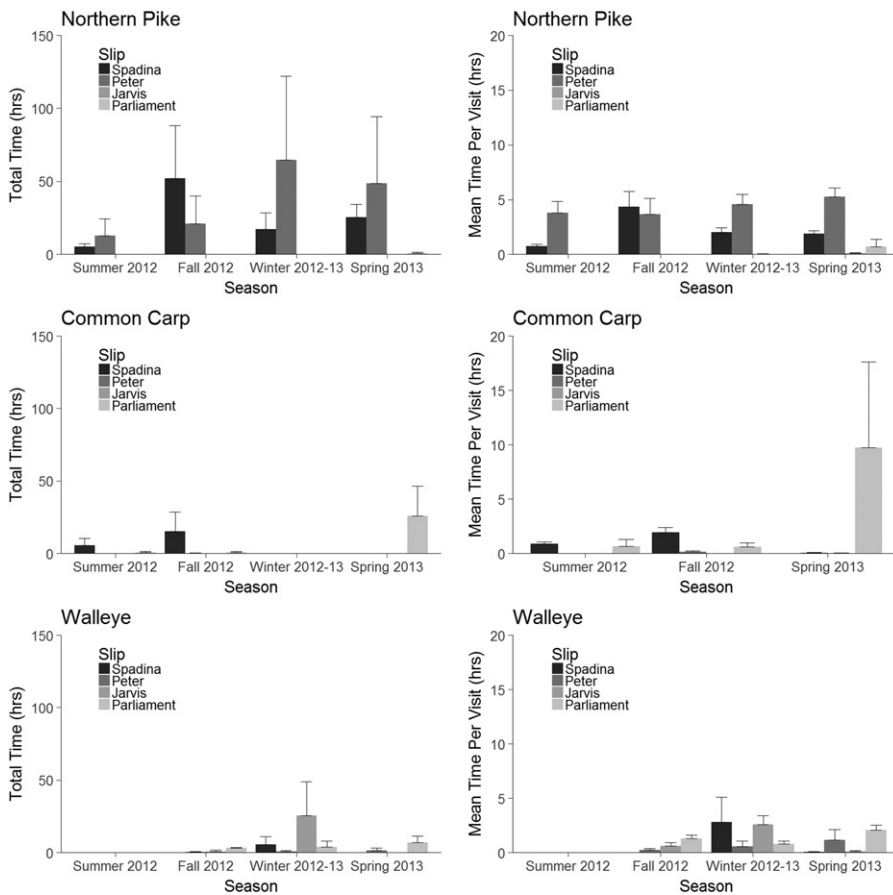 Northern Pike
150
100
50
0
Total Time (hrs)
Slip
Spadina
Peter
Jarvis
Parliament
Summer 2012 Fall 2012 Winter 2012-13 Spring 2013
Season
20
15
10
5
0
Mean Time Per Visit (hrs)
Slip
Spadina
Peter
Jarvis
Parliament
Summer 2012 Fall 2012 Winter 2012-13 Spring 2013
Season
Common Carp
150
100
50
0
Total Time (hrs)
Slip
Spadina
Peter
Jarvis
Parliament
Summer 2012 Fall 2012 Winter 2012-13 Spring 2013
Season
Common Carp
20
15
10
5
0
Mean Time Per Visit (hrs)
Slip
Spadina
Peter
Jarvis
Parliament
Summer 2012 Fall 2012 Spring 2013
Season
Walleye
150
100
50
0
Total Time (hrs)
Slip
Spadina
Peter
Jarvis
Parliament
Summer 2012 Fall 2012 Winter 2012-13 Spring 2013
Season
Walleye
20
15
10
5
0
Mean Time Per Visit (hrs)
Slip
Spadina
Peter
Jarvis
Parliament
Summer 2012 Fall 2012 Winter 2012-13 Spring 2013
Season